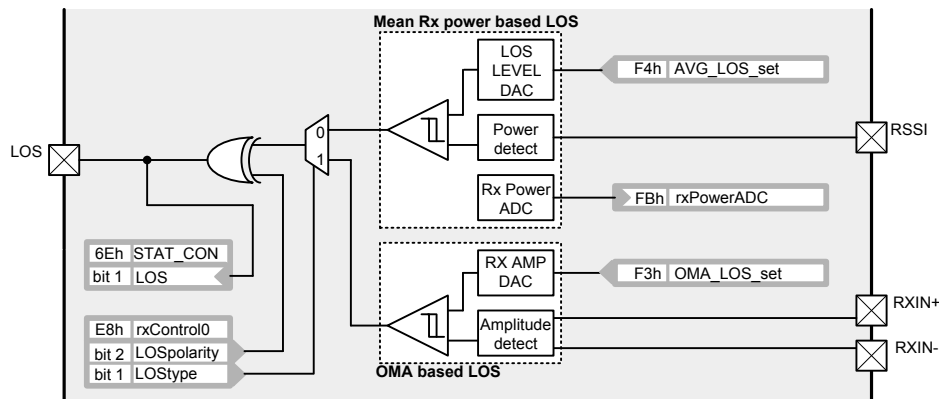 Mean Rx power based LOS
LOS
LEVEL
DAC
F4h AVG_LOS_set
0
1
Power
detect
RSSI
LOS
Rx Power
ADC
FBh rxPowerADC
6Eh STAT_CON
bit 1 LOS
RX AMP
DAC
F3h OMA_LOS_set
E8h rxControl0
bit 2 LOSpolarity
bit 1 LOStype
Amplitude
detect
RXIN+
RXIN-
OMA based LOS